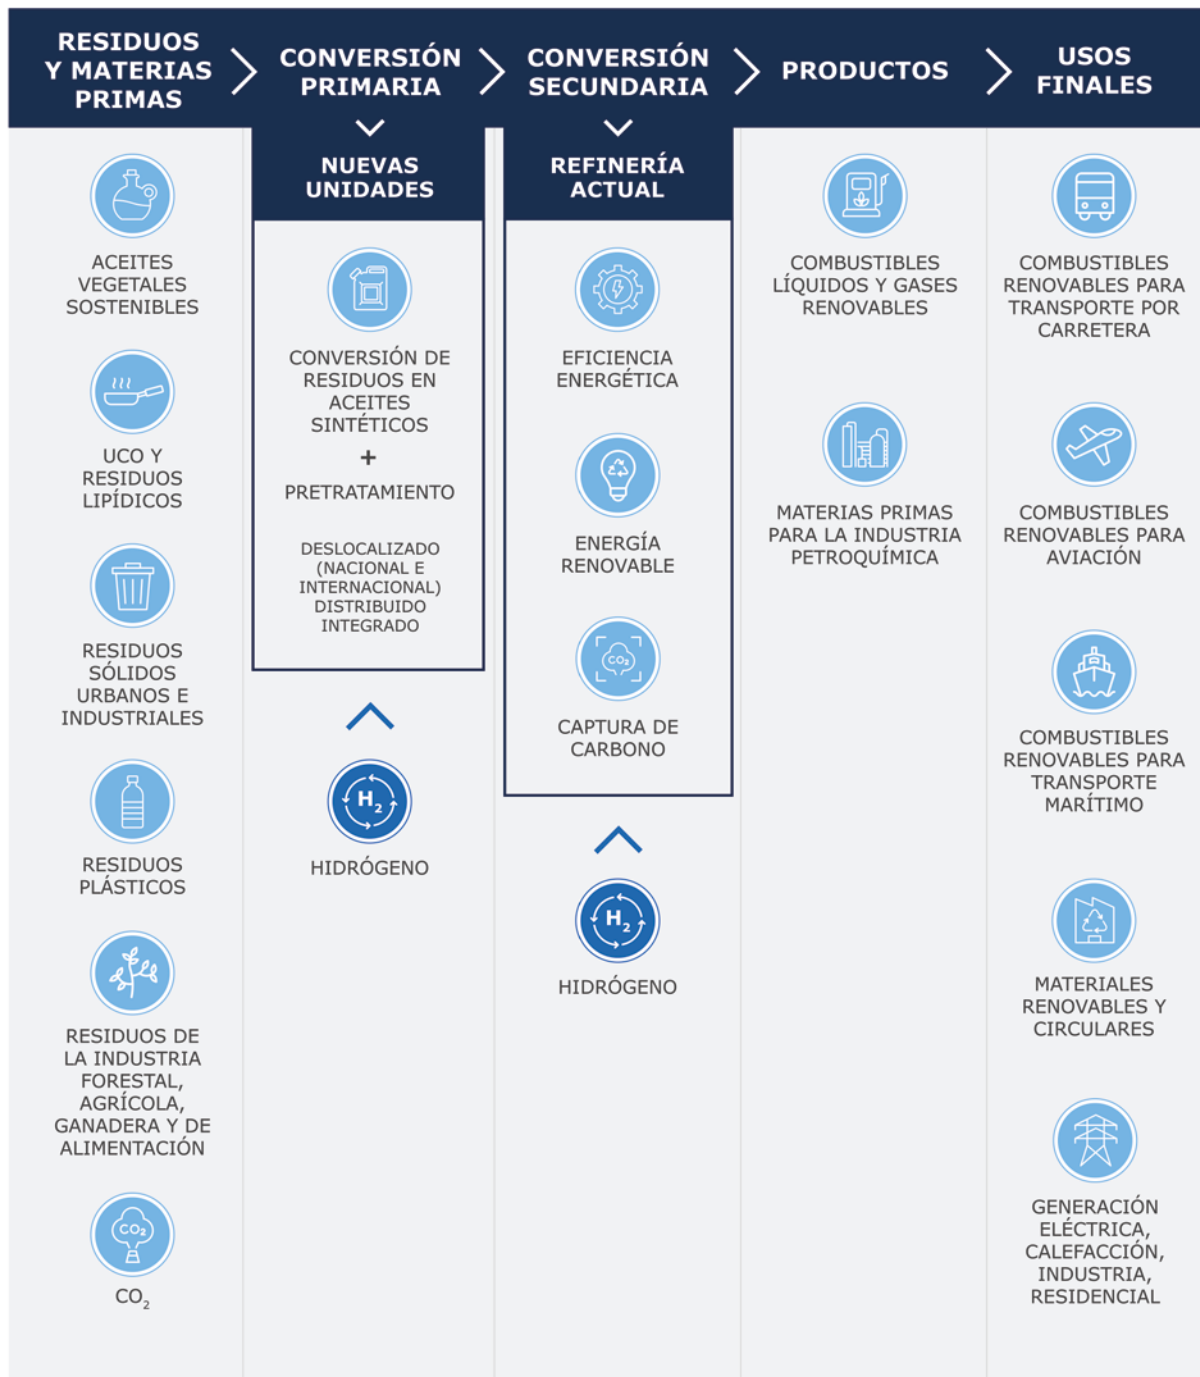 RESIDUOS
Y MATERIAS
PRIMAS
CONVERSIÓN
PRIMARIA
CONVERSIÓN
SECUNDARIA
PRODUCTOS
USOS
FINALES
ACEITES
VEGETALES
SOSTENIBLES
UCO Y
RESIDUOS
LIPÍDICOS
RESIDUOS
SÓLIDOS
URBANOS E
INDUSTRIALES
RESIDUOS
PLÁSTICOS
RESIDUOS DE
LA INDUSTRIA
FORESTAL,
AGRÍCOLA,
GANADERA Y DE
ALIMENTACIÓN
CO₂
CO₂
NUEVAS
UNIDADES
CONVERSIÓN DE
RESIDUOS EN
ACEITES
SINTÉTICOS
+
PRETRATAMIENTO
DESLOCALIZADO
(NACIONAL E
INTERNACIONAL)
DISTRIBUIDO
INTEGRADO
H₂
HIDRÓGENO
REFINERÍA
ACTUAL
EFICIENCIA
ENERGÉTICA
ENERGÍA
RENOVABLE
CO₂
CAPTURA DE
CARBONO
H₂
HIDRÓGENO
COMBUSTIBLES
LÍQUIDOS Y GASES
RENOVABLES
MATERIAS PRIMAS
PARA LA INDUSTRIA
PETROQUÍMICA
COMBUSTIBLES
RENOVABLES PARA
TRANSPORTE POR
CARRETERA
COMBUSTIBLES
RENOVABLES PARA
AVIACIÓN
COMBUSTIBLES
RENOVABLES PARA
TRANSPORTE
MARÍTIMO
MATERIALES
RENOVABLES Y
CIRCULARES
GENERACIÓN
ELÉCTRICA,
CALEFACCIÓN,
INDUSTRIA,
RESIDENCIAL